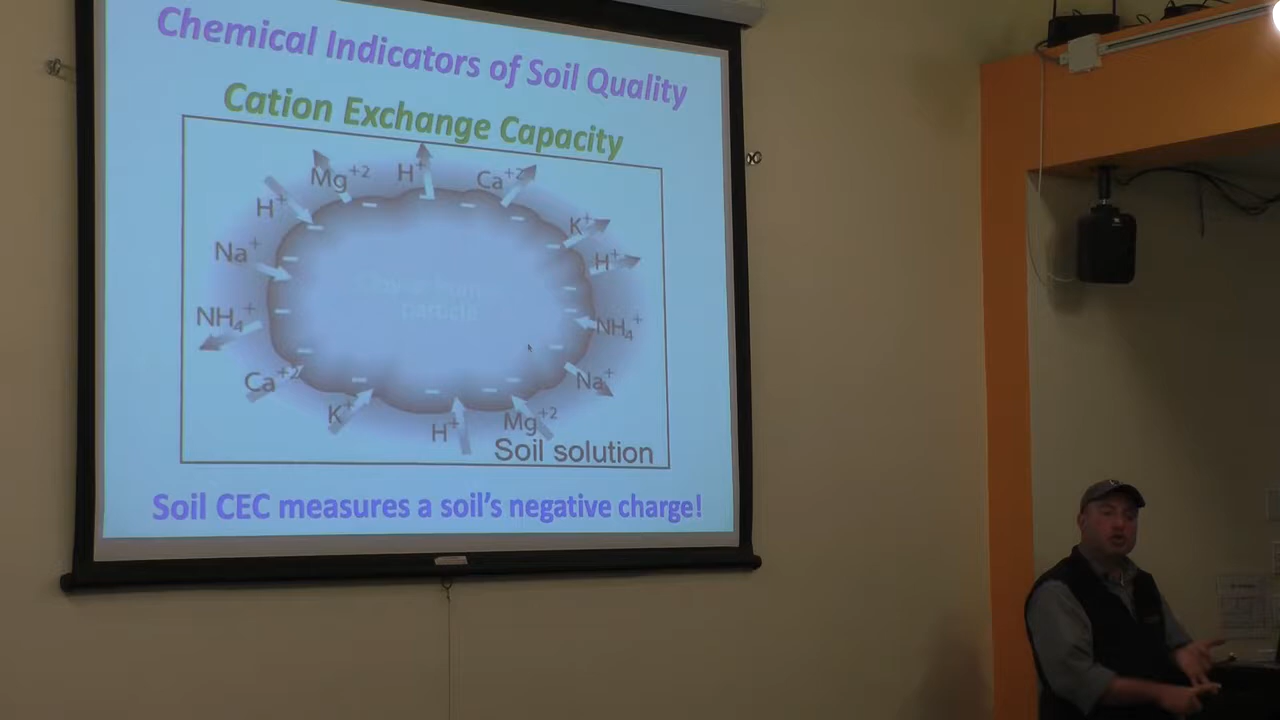 Chemical Indicators of Soil Quality
Cation Exchange Capacity
Mg+2
H+
Ca+2
H+
K+
Na+
H+
NH4+
NH4+
Ca+2
Na+
K+
H+
Mg+2
particle
Soil solution
Soil CEC measures a soil's negative charge!